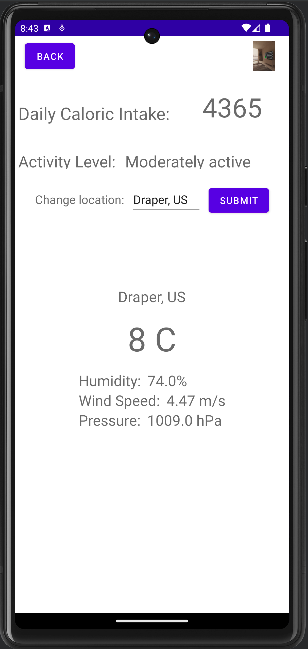 8:43
BACK
Daily Caloric Intake: 4365
Activity Level: Moderately active
Change location: Draper, US SUBMIT
Draper, US
8 C
Humidity: 74.0%
Wind Speed: 4.47 m/s
Pressure: 1009.0 hPa